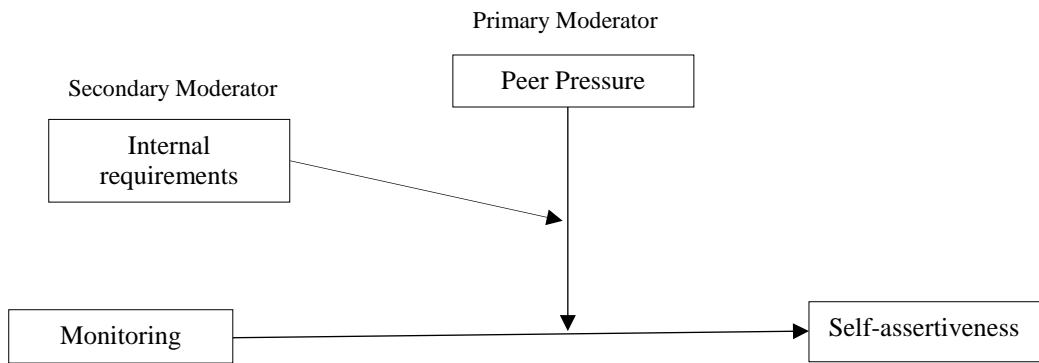 Primary Moderator
Peer Pressure
Secondary Moderator
Internal
requirements
Monitoring
Self-assertiveness